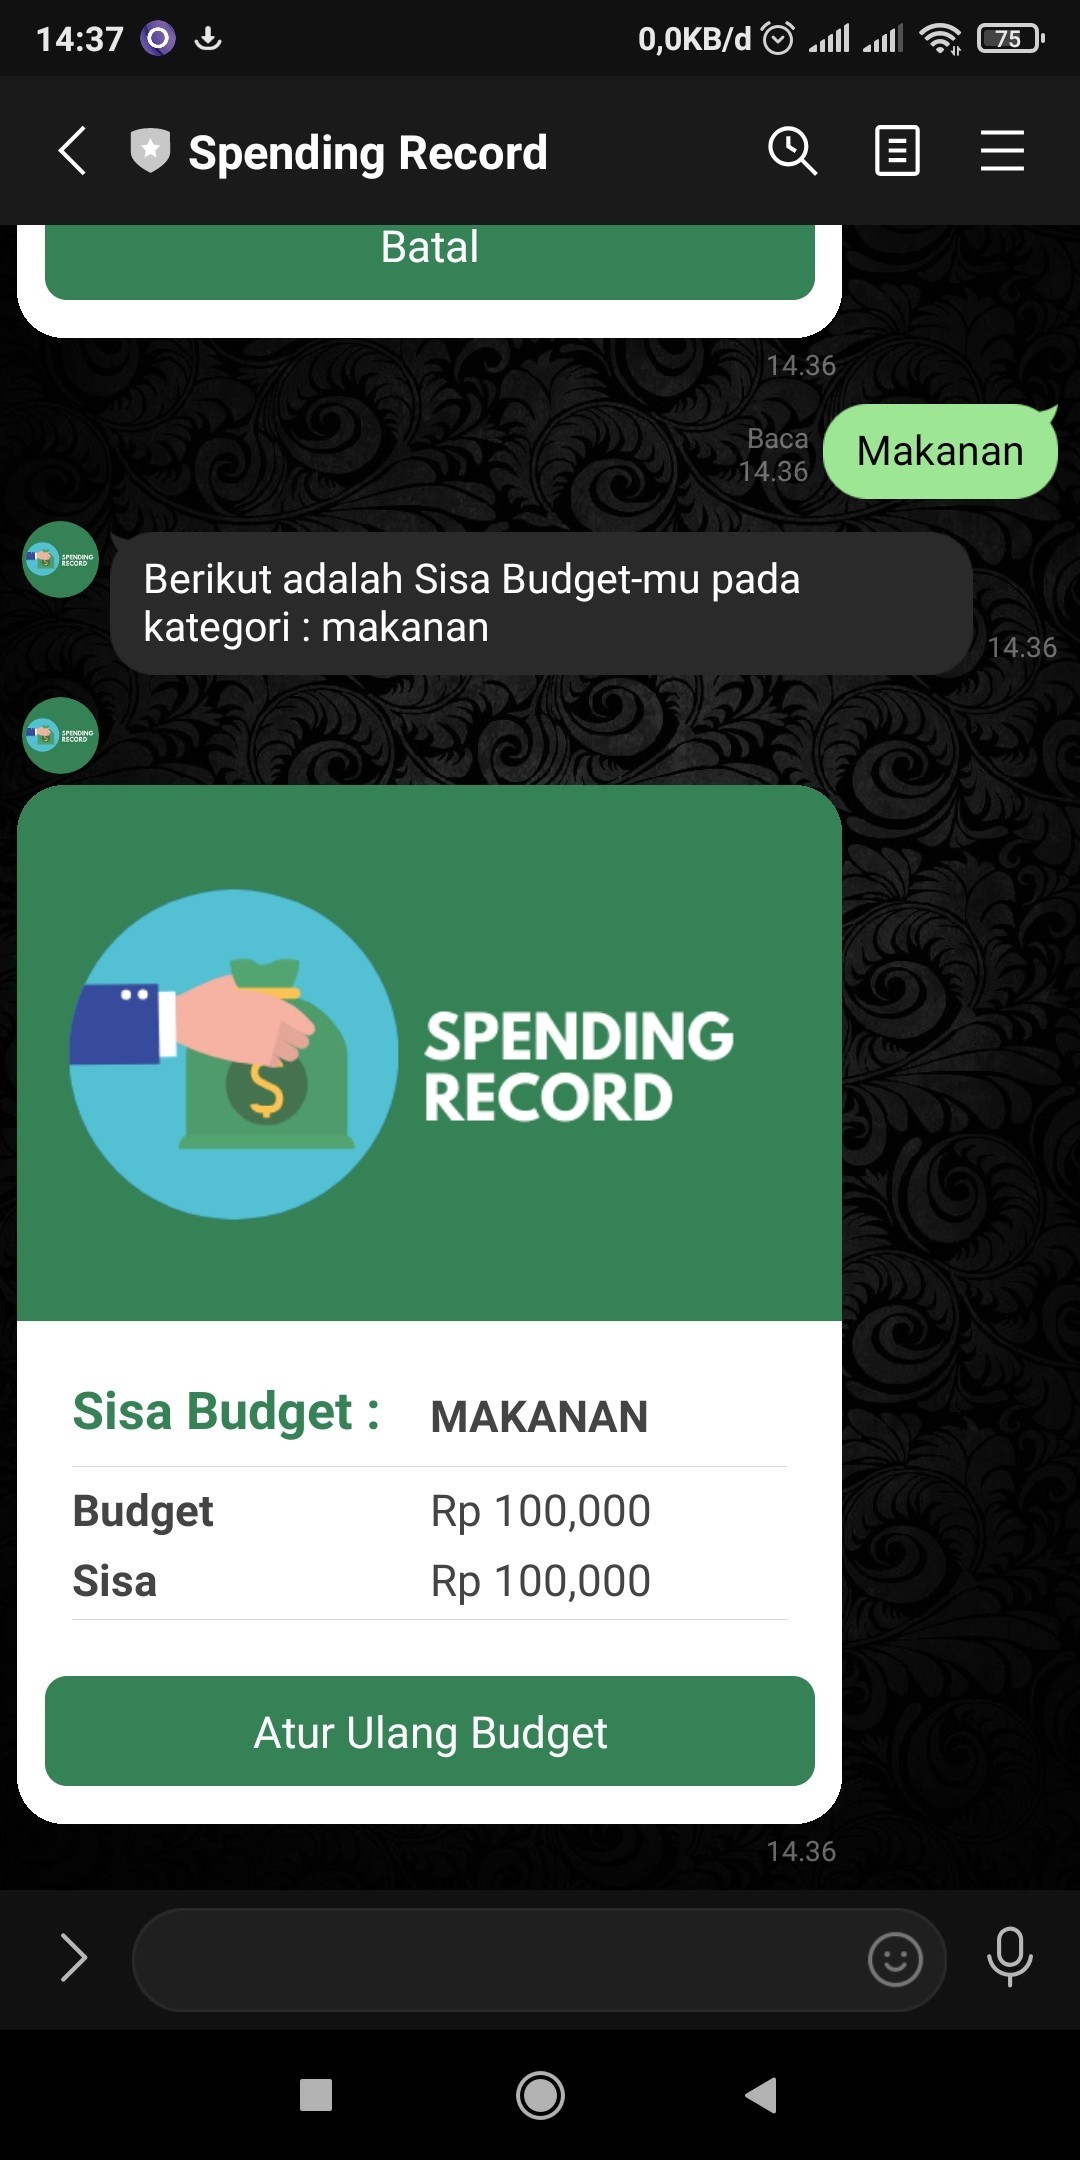 14:37
0,0KB/d
75
Spending Record
Batal
14.36
Baca
14.36
Makanan
SPENDING
RECORD
Berikut adalah Sisa Budget-mu pada
kategori : makanan
14.36
SPENDING
RECORD
$
SPENDING
RECORD
Sisa Budget : MAKANAN
Budget Rp 100,000
Sisa Rp 100,000
Atur Ulang Budget
14.36